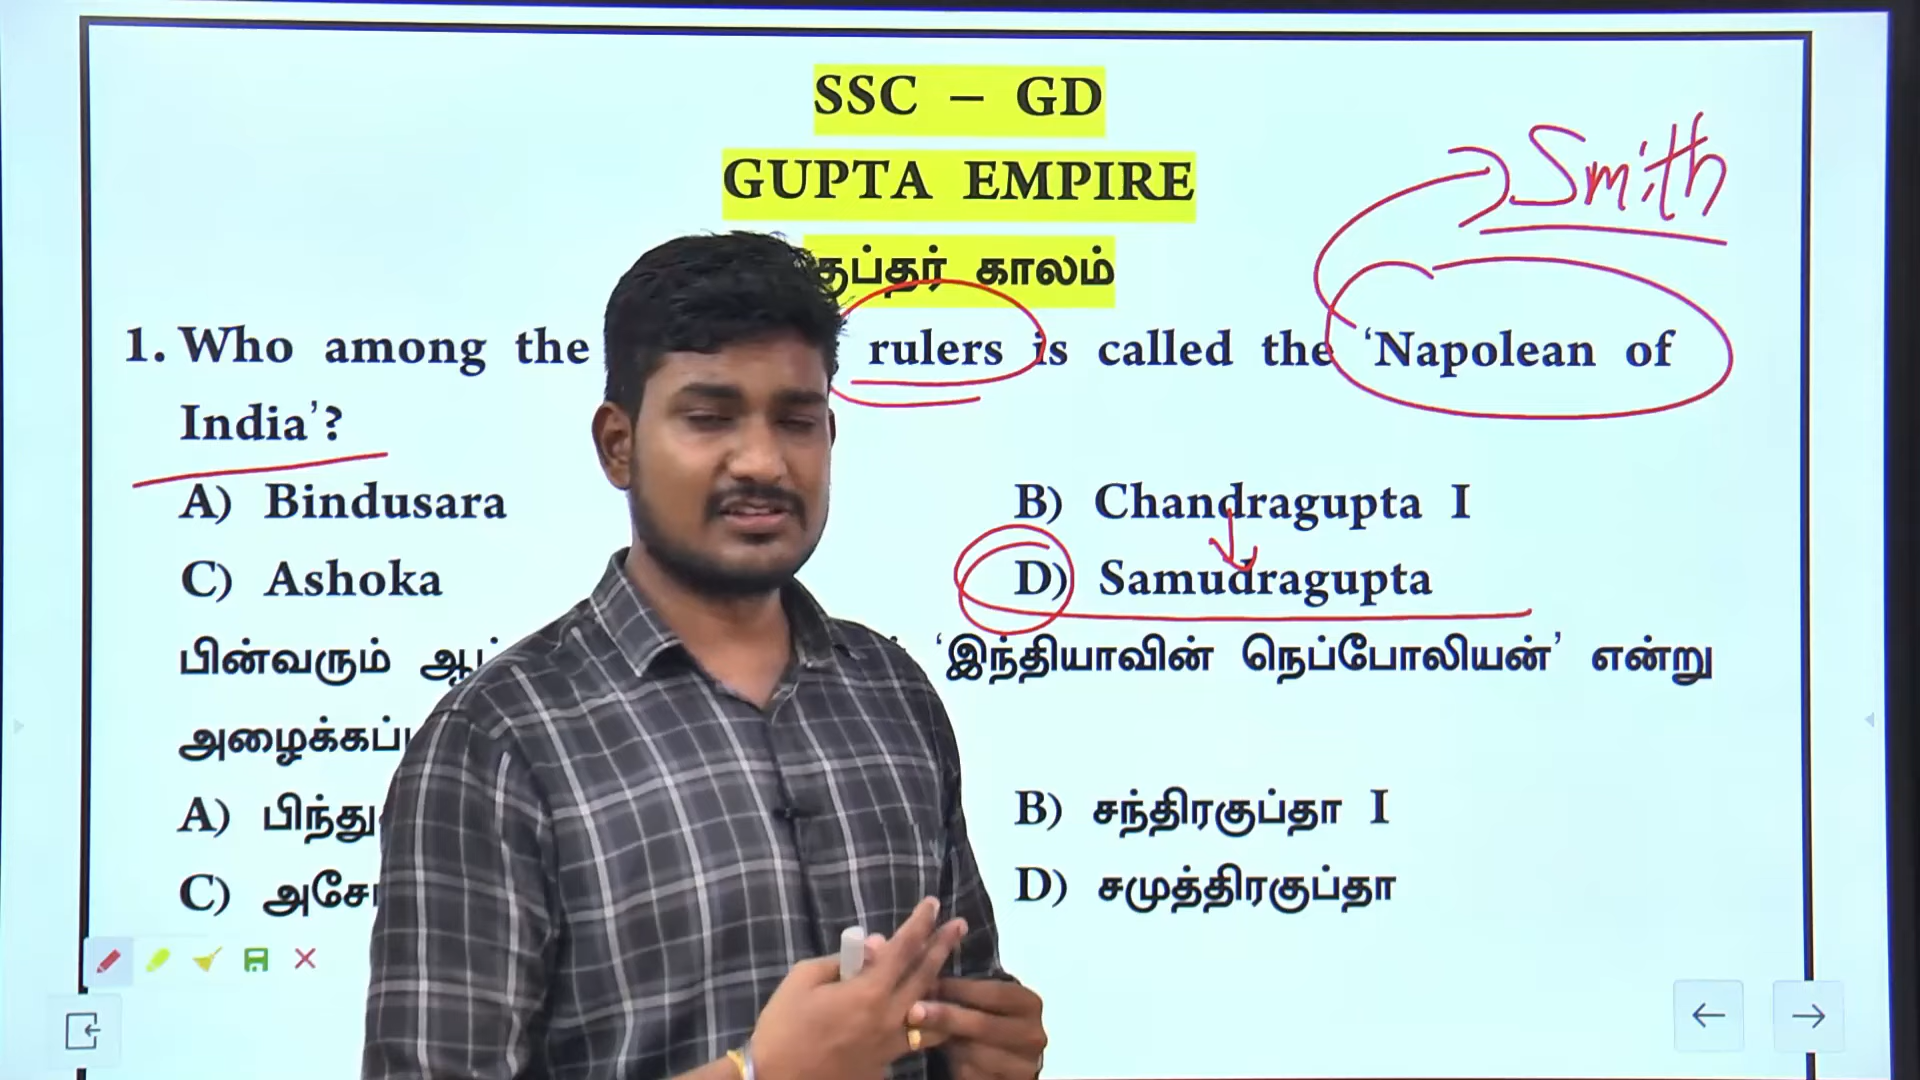 SSC – GD
GUPTA EMPIRE
Smith
குப்தர் காலம்
1. Who among the rulers is called the ‘Napolean of
India’?
A) Bindusara B) Chandragupta I
C) Ashoka D) Samudragupta
பின்வரும் ‘இந்தியாவின் நெப்போலியன்’ என்று
B) சந்திரகுப்தா I
A)
C) D) சமுத்திரகுப்தா